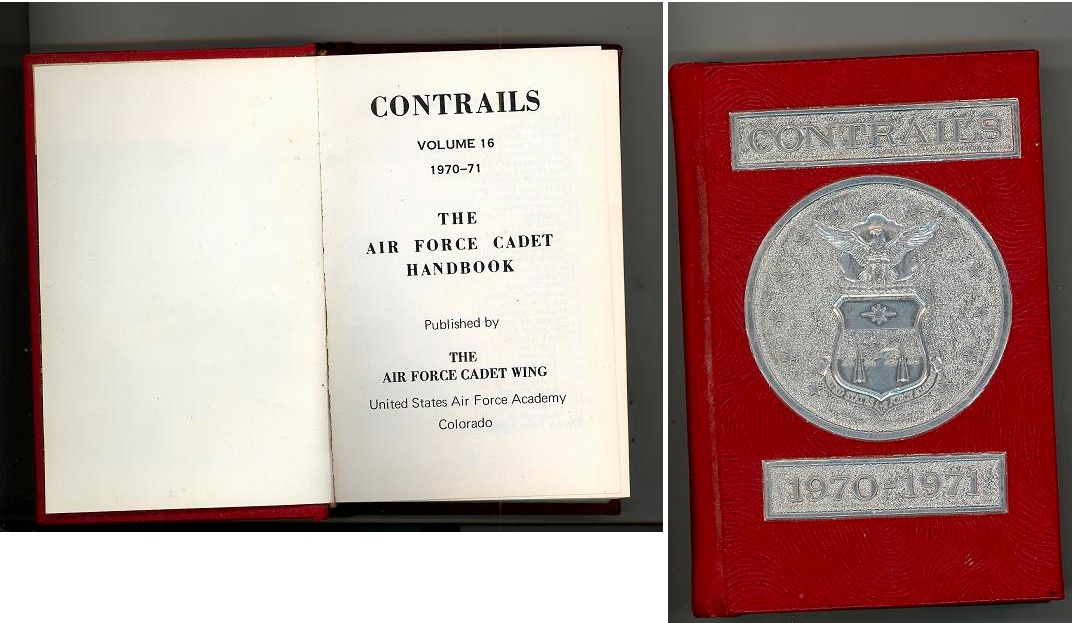 CONTRAILS
VOLUME 16
1970-71
THE
AIR FORCE CADET
HANDBOOK
Published by
THE
AIR FORCE CADET WING
United States Air Force Academy
Colorado
CONTRAILS
1970-1971